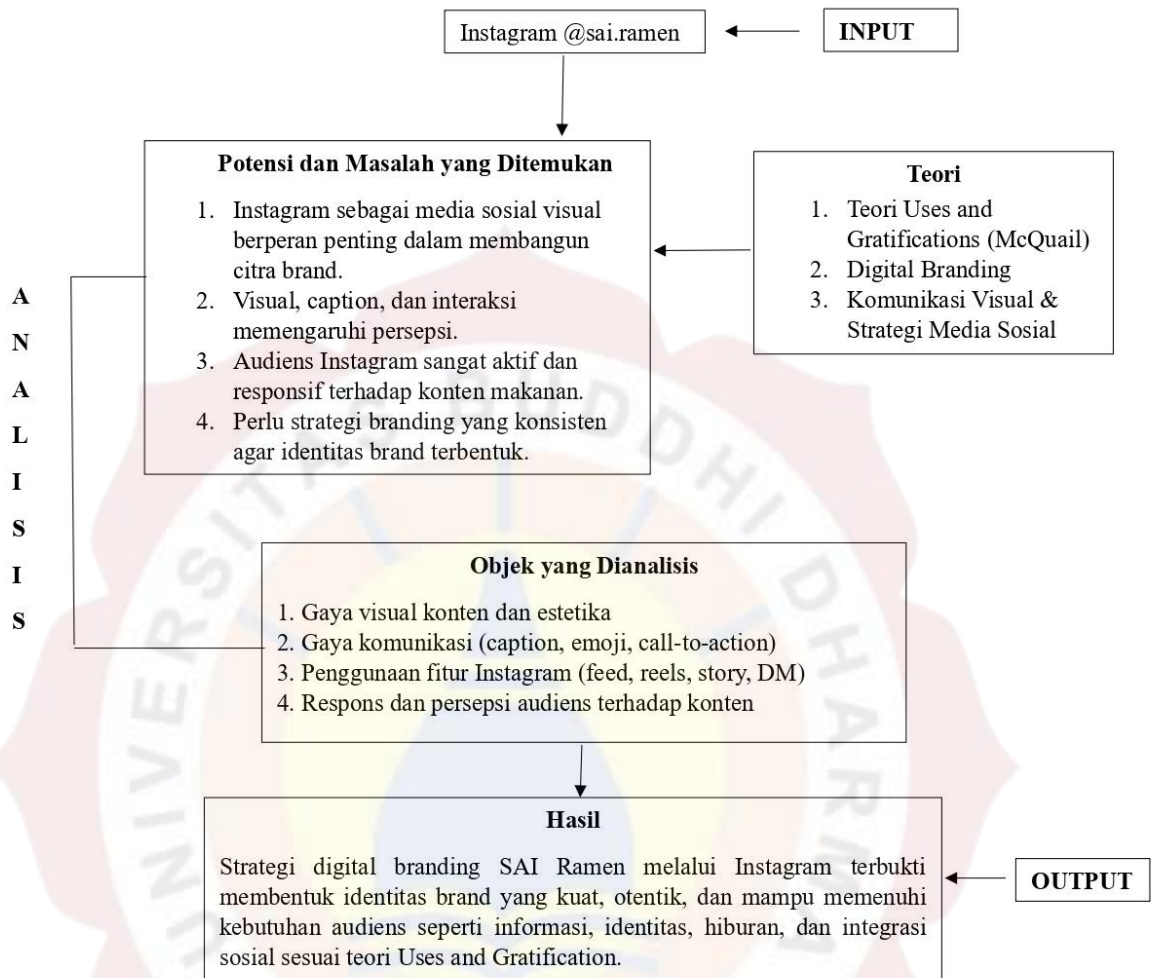 Instagram @sai.ramen
INPUT
Potensi dan Masalah yang Ditemukan
1. Instagram sebagai media sosial visual
berperan penting dalam membangun
citra brand.
2. Visual, caption, dan interaksi
memengaruhi persepsi.
3. Audiens Instagram sangat aktif dan
responsif terhadap konten makanan.
4. Perlu strategi branding yang konsisten
agar identitas brand terbentuk.
Teori
1. Teori Uses and
Gratifications (McQuail)
2. Digital Branding
3. Komunikasi Visual &
Strategi Media Sosial
A
N
A
L
I
S
I
S
Objek yang Dianalisis
1. Gaya visual konten dan estetika
2. Gaya komunikasi (caption, emoji, call-to-action)
3. Penggunaan fitur Instagram (feed, reels, story, DM)
4. Respons dan persepsi audiens terhadap konten
Hasil
Strategi digital branding SAI Ramen melalui Instagram terbukti
membentuk identitas brand yang kuat, otentik, dan mampu memenuhi
kebutuhan audiens seperti informasi, identitas, hiburan, dan integrasi
sosial sesuai teori Uses and Gratification.
OUTPUT
UNIVERSITAS BUDDHI DHARMA